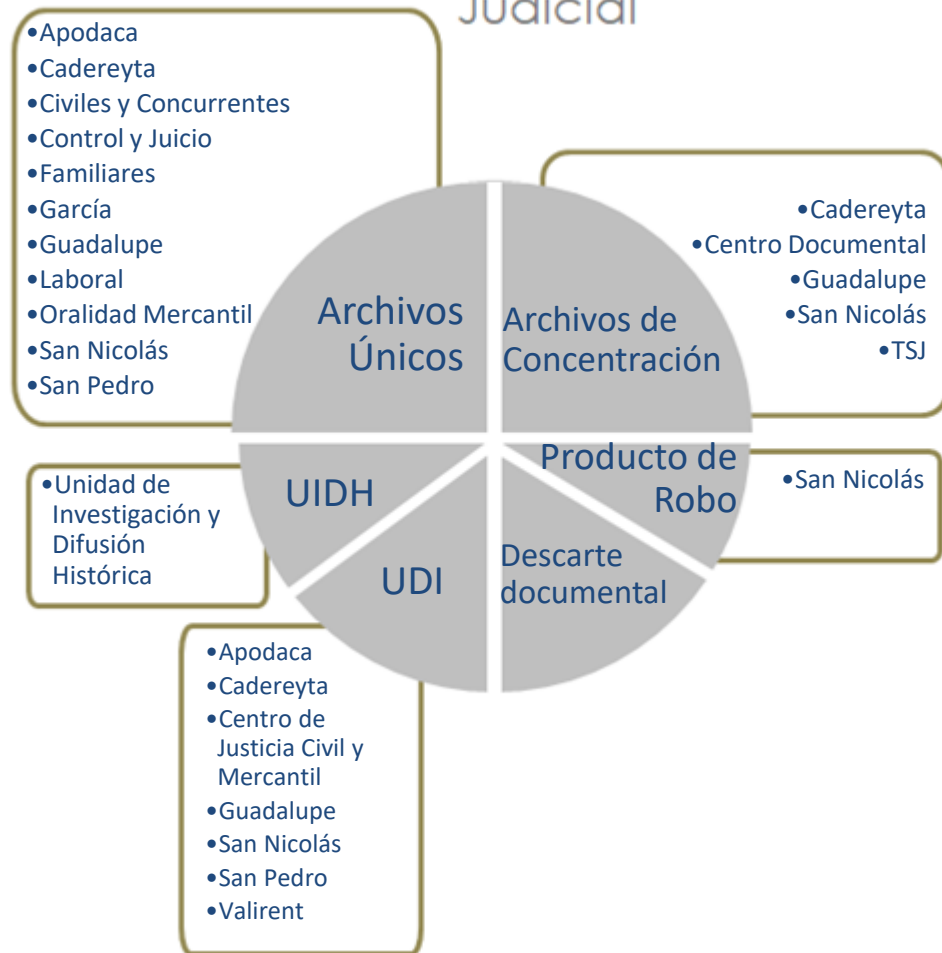 Judicial
•Apodaca
•Cadereyta
•Civiles y Concurrentes
•Control y Juicio
•Familiares
•García
•Guadalupe
•Laboral
•Oralidad Mercantil
•San Nicolás
•San Pedro
Archivos
Únicos
Archivos de
Concentración
•Cadereyta
•Centro Documental
•Guadalupe
•San Nicolás
•TSJ
•Unidad de
Investigación y
Difusión
Histórica
UIDH
Producto de
Robo
•San Nicolás
UDI
Descarte
documental
•Apodaca
•Cadereyta
•Centro de
Justicia Civil y
Mercantil
•Guadalupe
•San Nicolás
•San Pedro
•Valirent